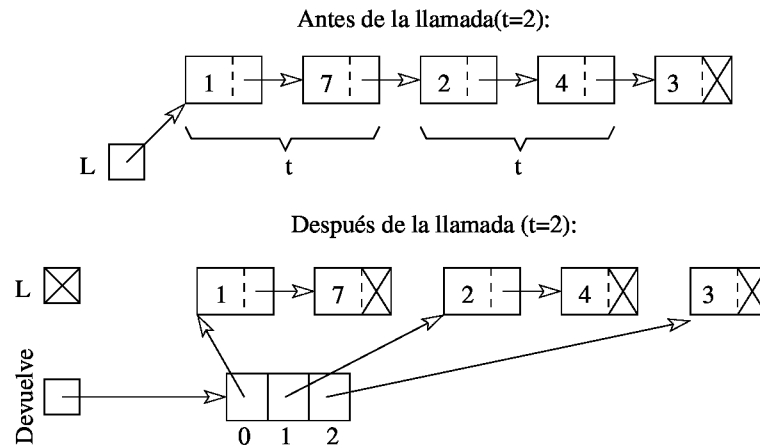 Antes de la llamada(t=2):
1 7 2 4 3
L
t t
Después de la llamada (t=2):
L
1 7 2 4 3
Devuelve
0 1 2